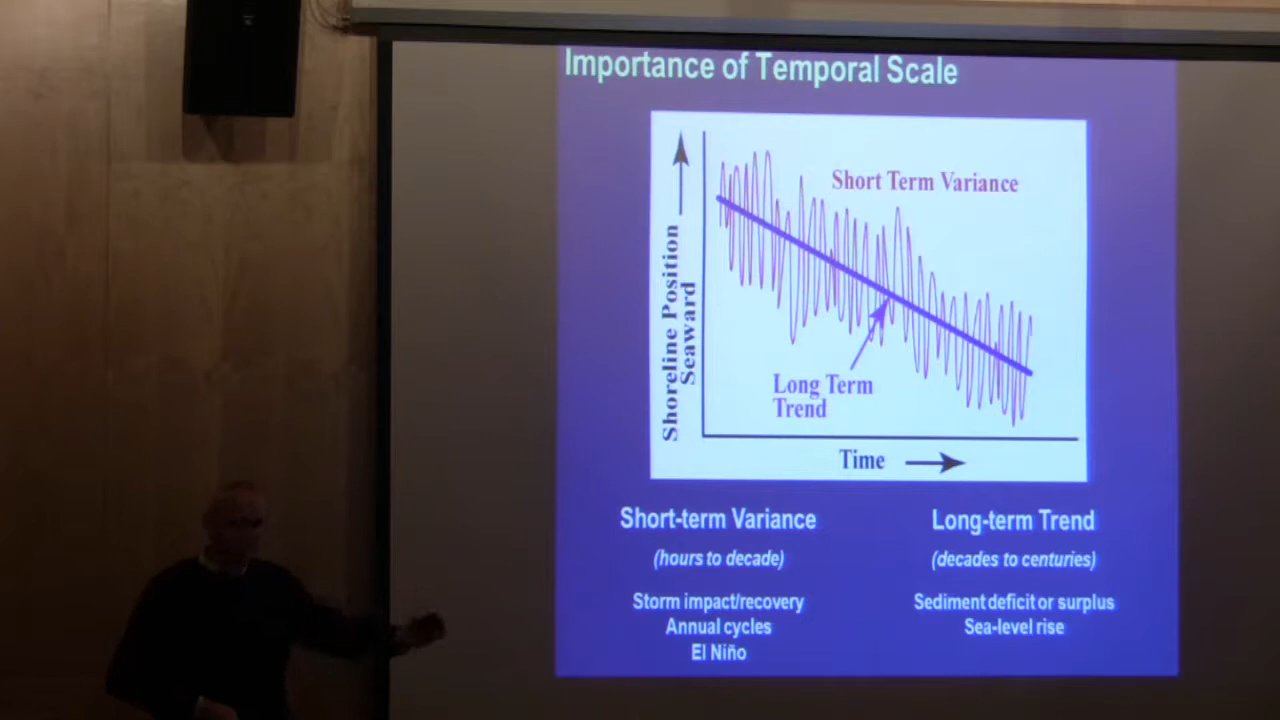 Importance of Temporal Scale
Short Term Variance
Shoreline Position
Seaward
Long Term
Trend
Time
Short-term Variance
(hours to decade)
Storm impact/recovery
Annual cycles
El Niño
Long-term Trend
(decades to centuries)
Sediment deficit or surplus
Sea-level rise